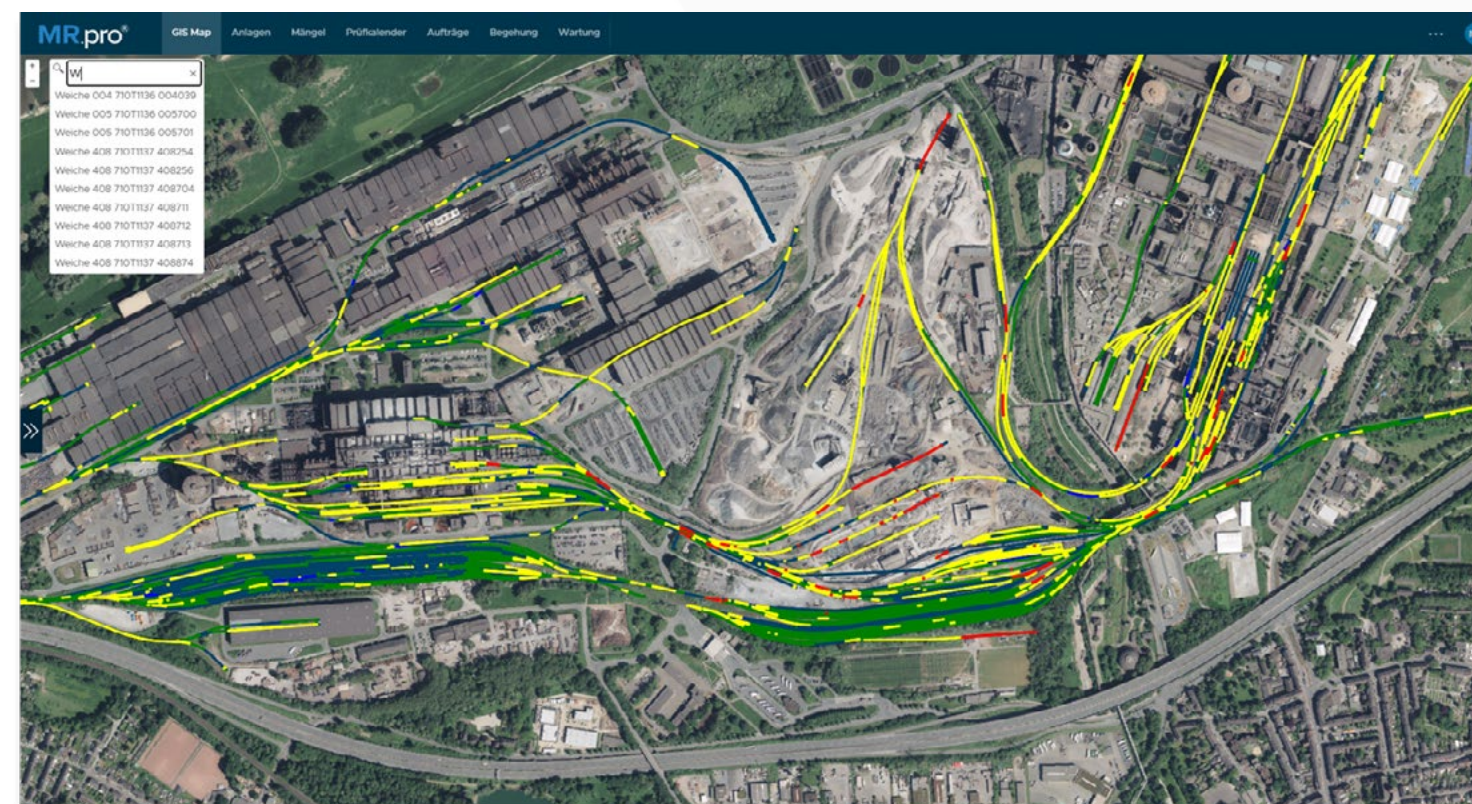 MR.pro® GIS Map Anlagen Mängel Prüfkalender Aufträge Begehung Wartung ...
+
-
W ×
Weiche 004 710T1136 004039
Weiche 005 710T1136 005700
Weiche 005 710T1136 005701
Weiche 408 710T1137 408254
Weiche 408 710T1137 408256
Weiche 408 710T1137 408704
Weiche 408 710T1137 408711
Weiche 408 710T1137 408712
Weiche 408 710T1137 408713
Weiche 408 710T1137 408874